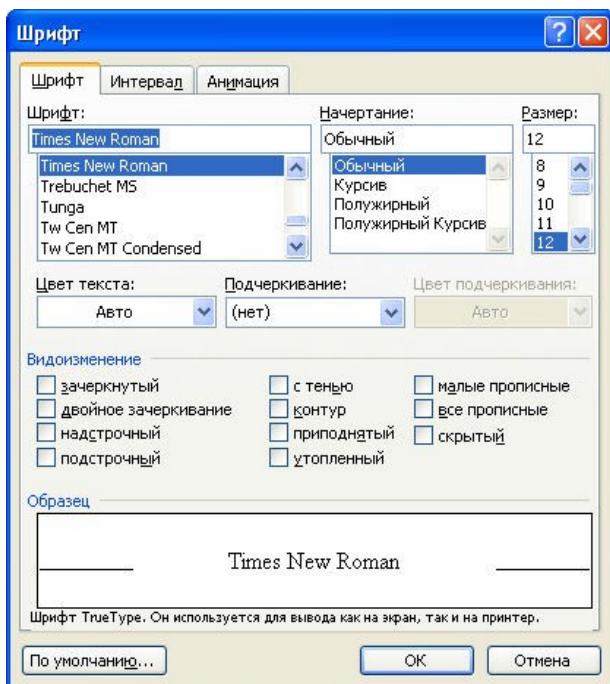 Шрифт
Шрифт Интервал Анимация
Шрифт: Начертание: Размер:
Times New Roman Обычный 12
Times New Roman Обычный 8
Trebuchet MS Курсив 9
Tunga Полужирный 10
Tw Cen MT Полужирный Курсив 11
Tw Cen MT Condensed 12
Цвет текста: Подчеркивание: Цвет подчеркивания:
Авто (нет) Авто
Видоизменение
зачеркнутый с тенью малые прописные
двойное зачеркивание контур все прописные
надстрочный приподнятый скрытый
подстрочный утопленный
Образец
Times New Roman
Шрифт TrueType. Он используется для вывода как на экран, так и на принтер.
По умолчанию... ОК Отмена